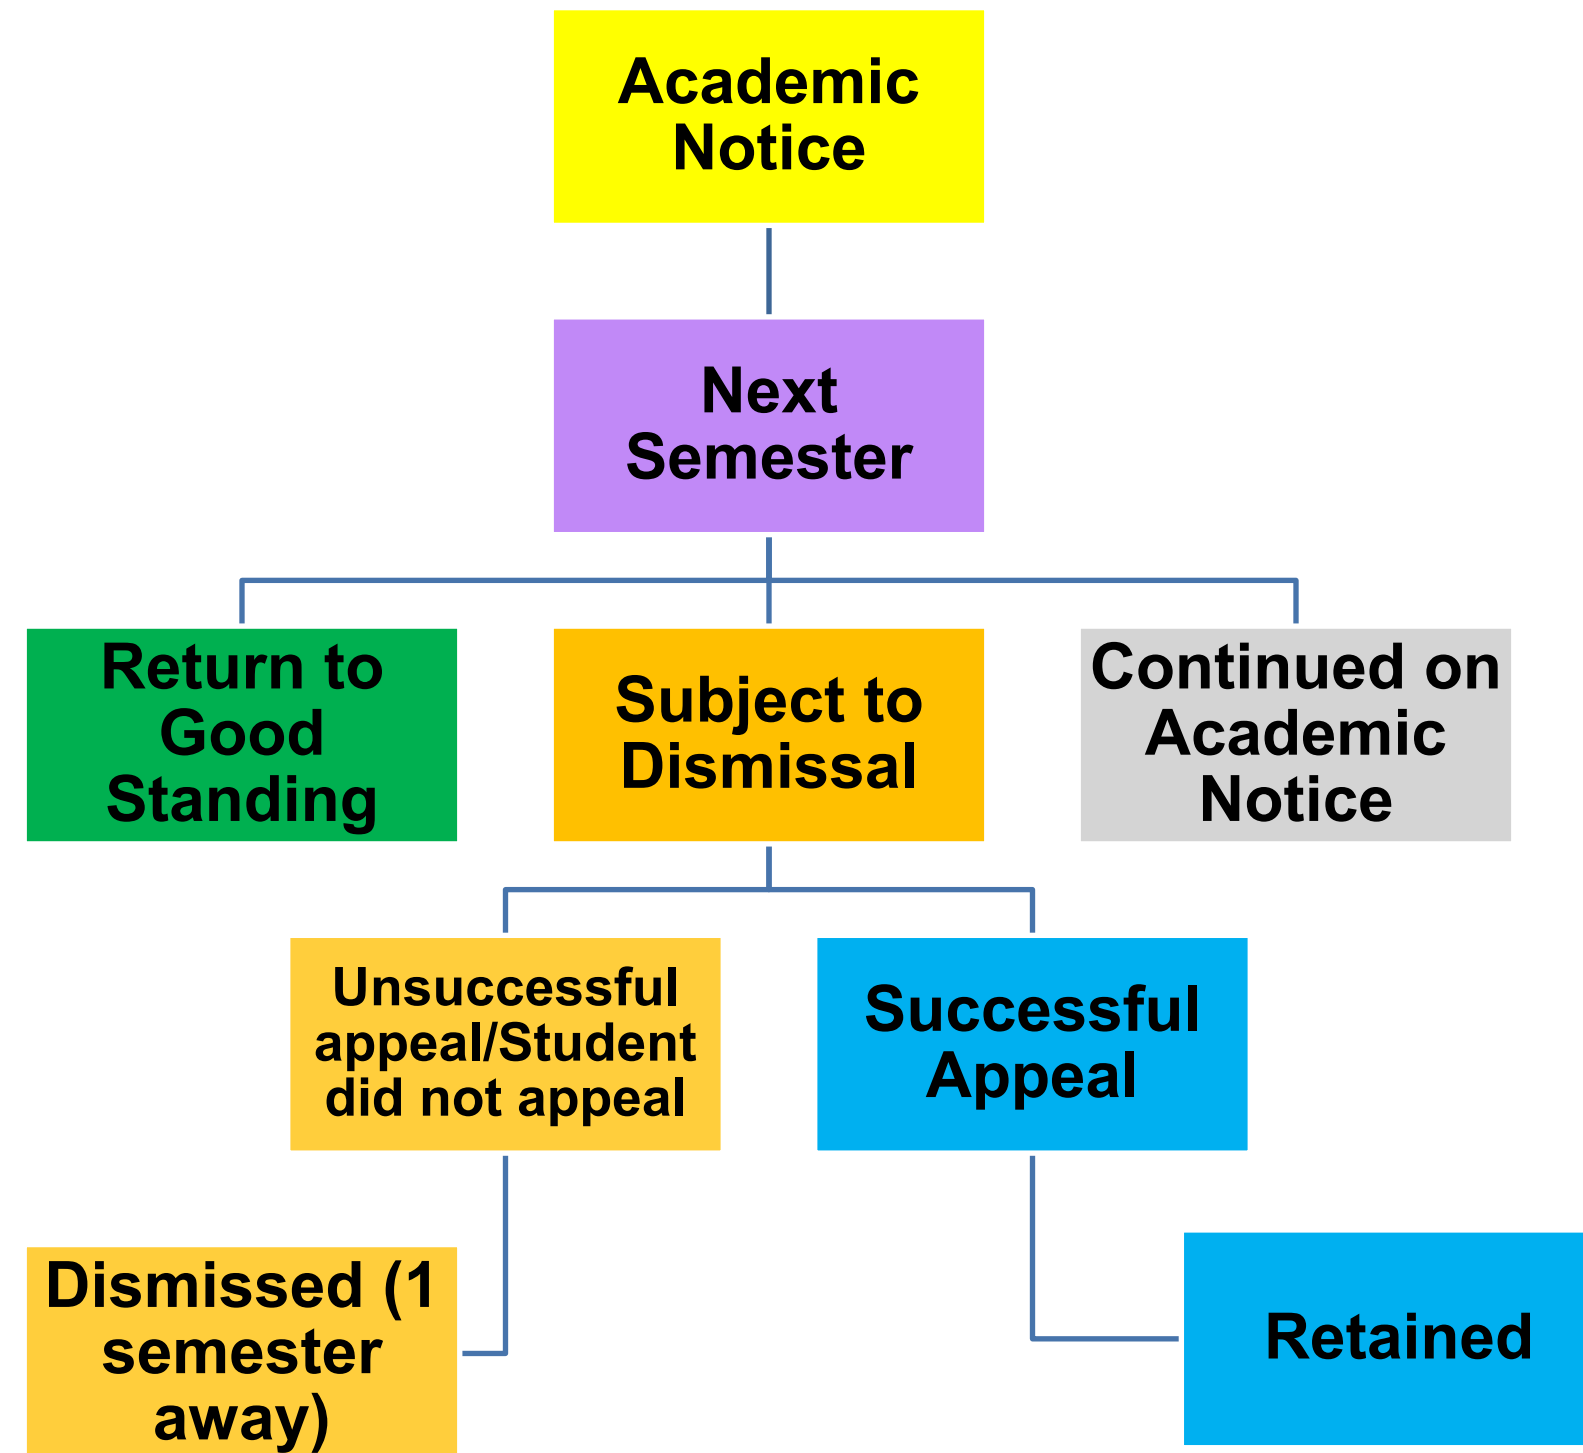 Academic
Notice
Next
Semester
Return to
Good
Standing
Subject to
Dismissal
Continued on
Academic
Notice
Unsuccessful
appeal/Student
did not appeal
Successful
Appeal
Dismissed (1
semester
away)
Retained